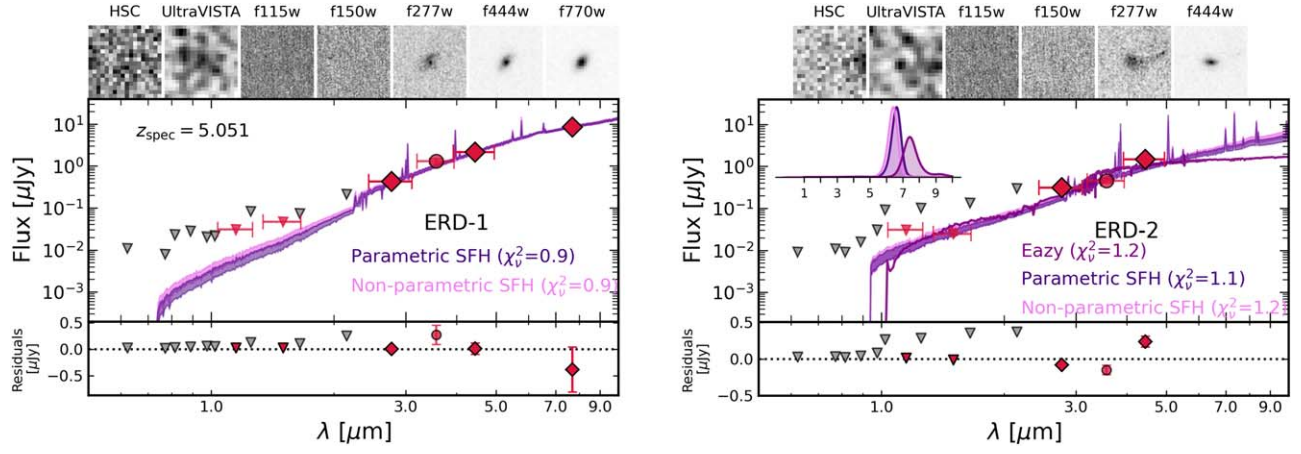 HSC UltraVISTA f115w f150w f277w f444w f770w
z_spec = 5.051
ERD-1
Parametric SFH (χ²_ν=0.9)
Non-parametric SFH (χ²_ν=0.9)
Flux [μJy]
10¹
10⁰
10⁻¹
10⁻²
10⁻³
Residuals
[μJy]
0.5
0.0
−0.5
1.0 3.0 5.0 7.0 9.0
λ [μm]
HSC UltraVISTA f115w f150w f277w f444w
1 3 5 7 9
ERD-2
Eazy (χ²_ν=1.2)
Parametric SFH (χ²_ν=1.1)
Non-parametric SFH (χ²_ν=1.2)
Flux [μJy]
10¹
10⁰
10⁻¹
10⁻²
10⁻³
Residuals
[μJy]
0.5
0.0
−0.5
1.0 3.0 5.0 7.0 9.0
λ [μm]